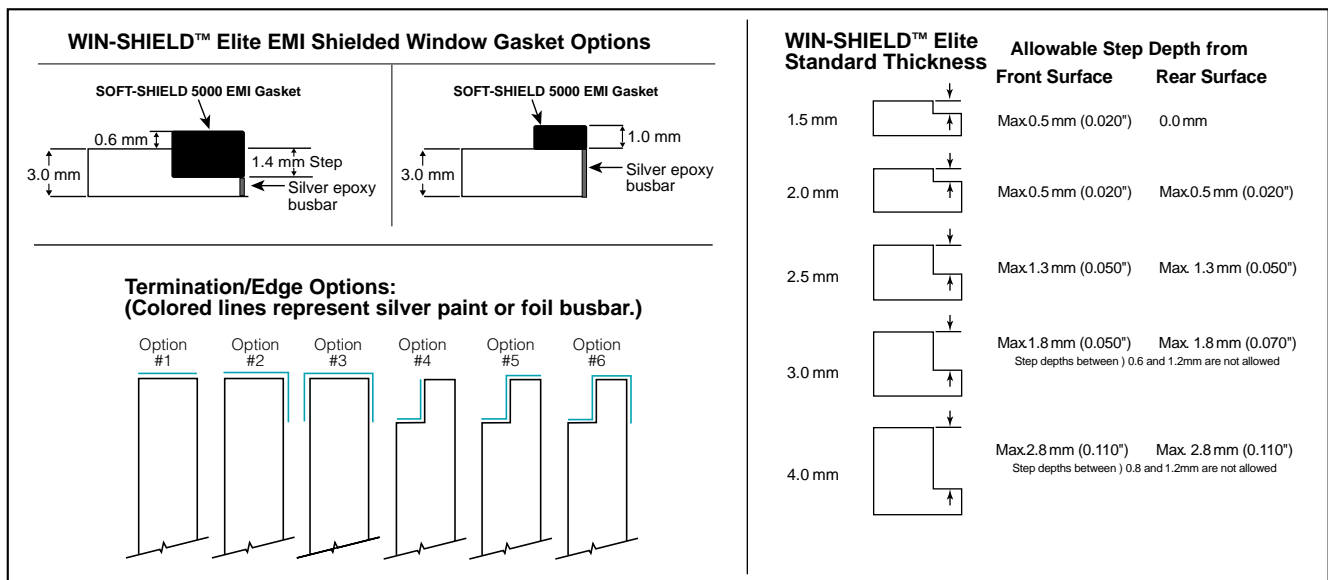 WIN-SHIELD™ Elite EMI Shielded Window Gasket Options
SOFT-SHIELD 5000 EMI Gasket
0.6 mm
3.0 mm
1.4 mm Step
Silver epoxy
busbar
SOFT-SHIELD 5000 EMI Gasket
1.0 mm
3.0 mm
Silver epoxy
busbar
Termination/Edge Options:
(Colored lines represent silver paint or foil busbar.)
Option
#1
Option
#2
Option
#3
Option
#4
Option
#5
Option
#6
WIN-SHIELD™ Elite
Standard Thickness
Allowable Step Depth from
Front Surface Rear Surface
1.5 mm Max.0.5 mm (0.020") 0.0 mm
2.0 mm Max.0.5 mm (0.020") Max.0.5 mm (0.020")
2.5 mm Max.1.3 mm (0.050") Max. 1.3 mm (0.050")
Max.1.8 mm (0.050") Max. 1.8 mm (0.070")
Step depths between ) 0.6 and 1.2mm are not allowed
3.0 mm
Max.2.8 mm (0.110") Max. 2.8 mm (0.110")
Step depths between ) 0.8 and 1.2mm are not allowed
4.0 mm